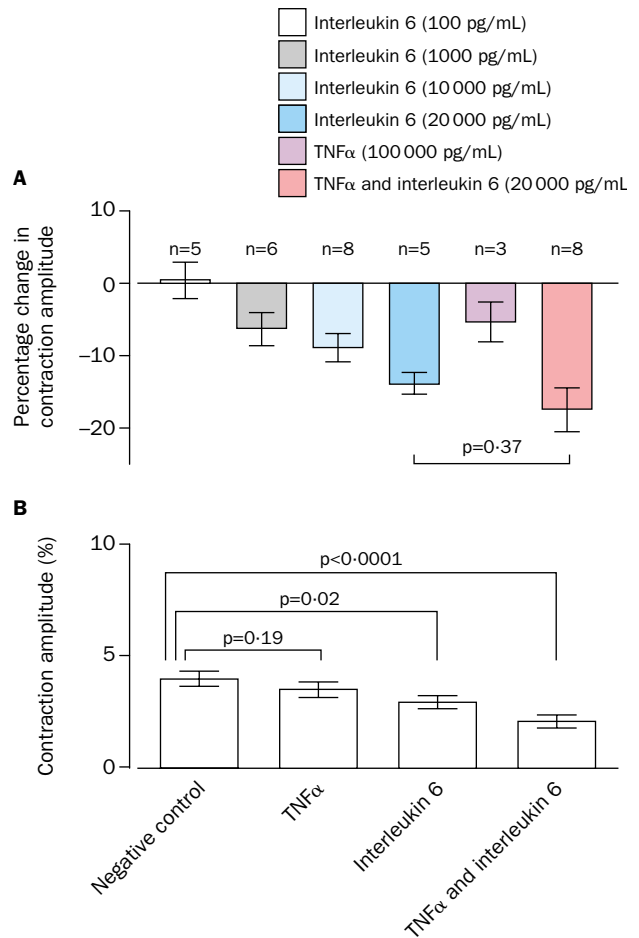 Interleukin 6 (100 pg/mL)
Interleukin 6 (1000 pg/mL)
Interleukin 6 (10 000 pg/mL)
Interleukin 6 (20 000 pg/mL)
TNFα (100 000 pg/mL)
TNFα and interleukin 6 (20 000 pg/mL
A
Percentage change in
contraction amplitude
10
0
–10
–20
n=5 n=6 n=8 n=5 n=3 n=8
p=0·37
B
Contraction amplitude (%)
10
5
0
p<0·0001
p=0·02
p=0·19
Negative control
TNFα
Interleukin 6
TNFα and interleukin 6